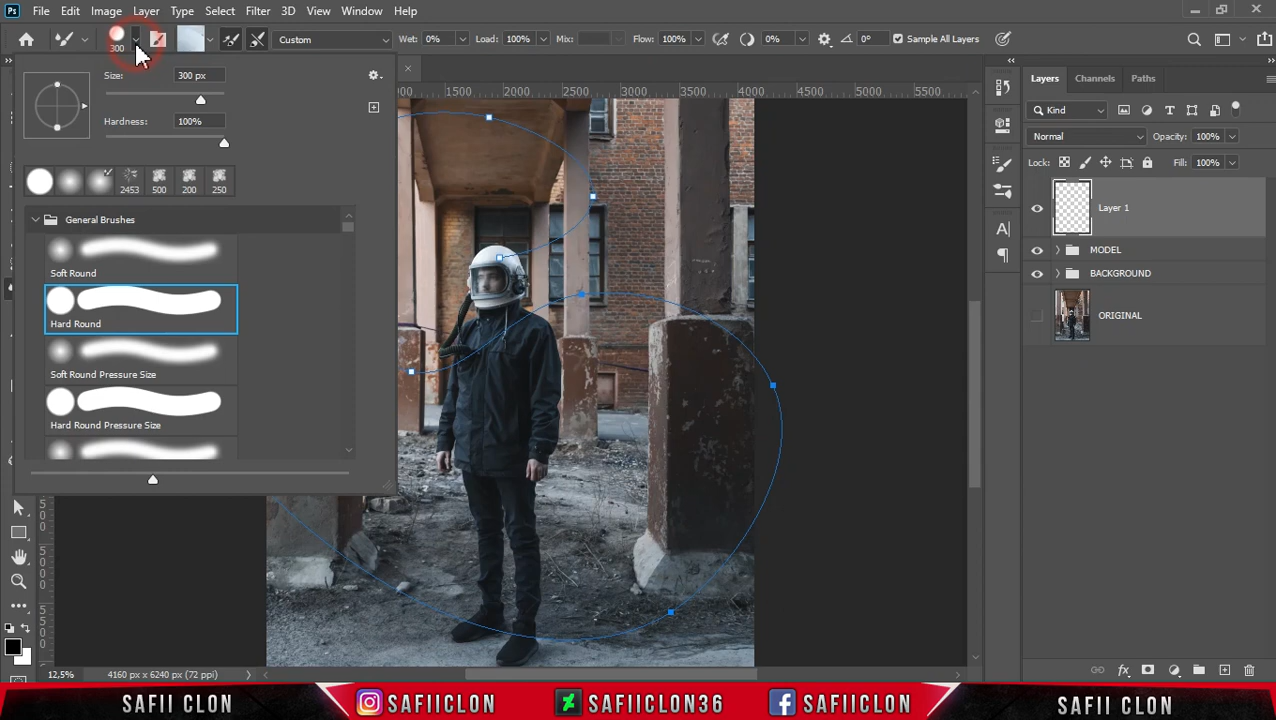 Ps File Edit Image Layer Type Select Filter 3D View Window Help
300 Custom Wet: 0% Load: 100% Mix: Flow: 100% 0% 0° Sample All Layers
Size: 300 px
Hardness: 100%
2453 500 200 250
General Brushes
Soft Round
Hard Round
Soft Round Pressure Size
Hard Round Pressure Size
1500 2000 2500 3000 3500 4000 4500 5000 5500
Layers Channels Paths
Kind
Normal Opacity: 100%
Lock: Fill: 100%
Layer 1
MODEL
BACKGROUND
ORIGINAL
12,5% 4160 px x 6240 px (72 ppi)
SAFII CLON SAFIICLON SAFIICLON36 SAFIICLON SAFII CLON